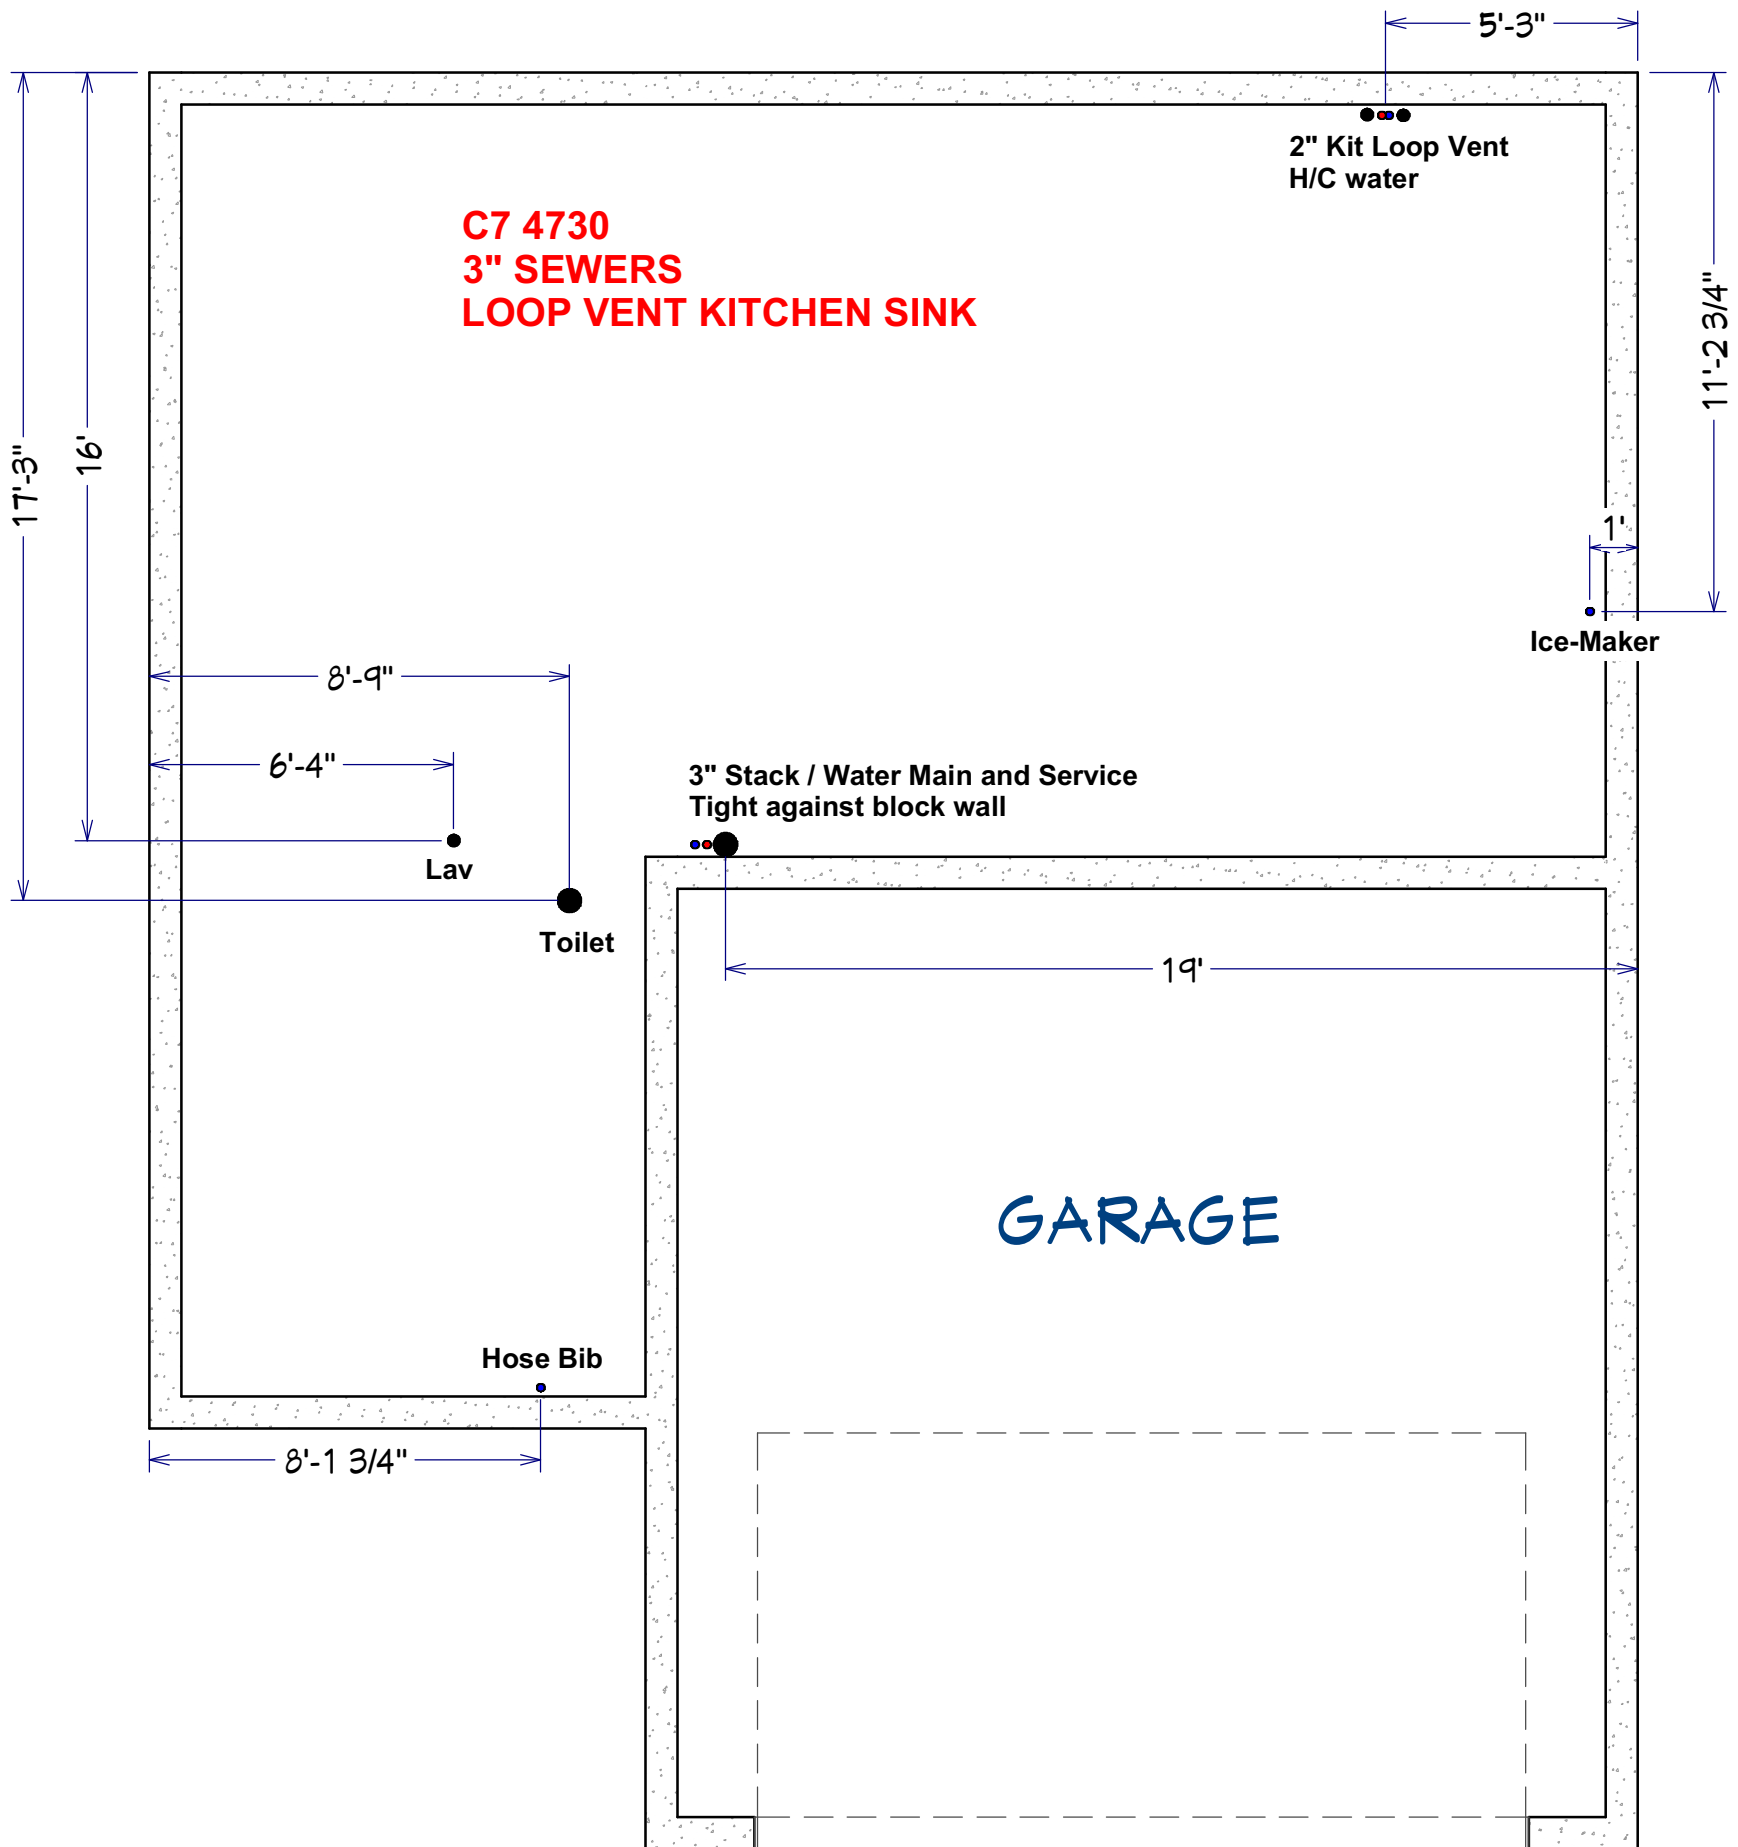 5'-3"
2" Kit Loop Vent
H/C water
C7 4730
3" SEWERS
LOOP VENT KITCHEN SINK
11'-2 3/4"
17'-3"
16'
1'
Ice-Maker
8'-9"
6'-4"
3" Stack / Water Main and Service
Tight against block wall
Lav
Toilet
19'
GARAGE
Hose Bib
8'-1 3/4"